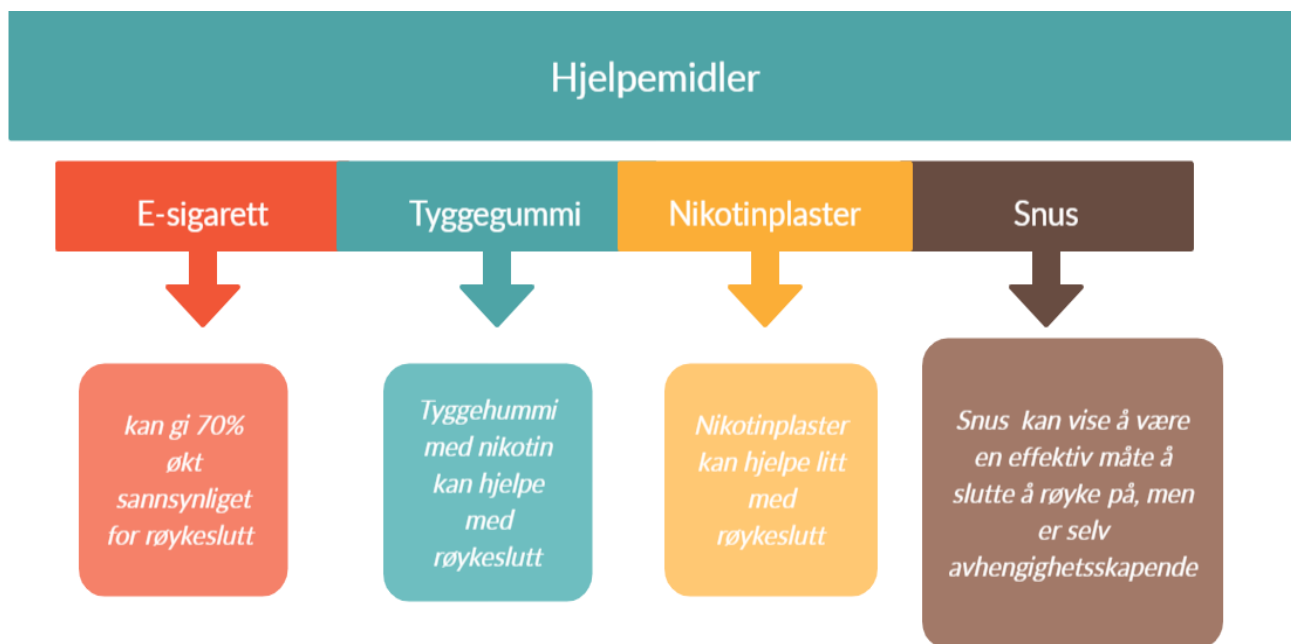 Hjelpemidler
E-sigarett
Tyggegummi
Nikotinplaster
Snus
kan gi 70%
økt
sannsynliget
for røykeslutt
Tyggehummi
med nikotin
kan hjelpe
med
røykeslutt
Nikotinplaster
kan hjelpe litt
med
røykeslutt
Snus kan vise å være
en effektiv måte å
slutte å røyke på, men
er selv
avhengighetsskapende